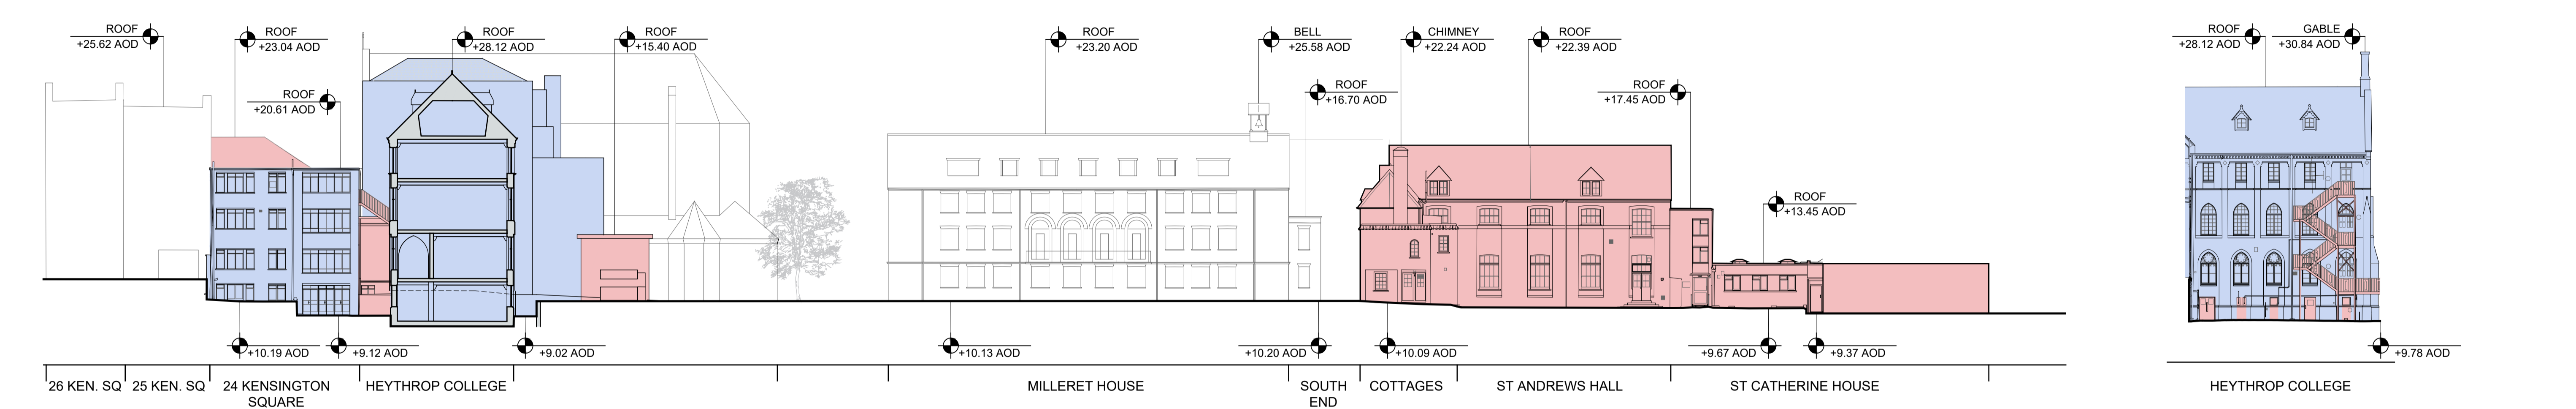 ROOF
+25.62 AOD
ROOF
+23.04 AOD
ROOF
+20.61 AOD
ROOF
+28.12 AOD
ROOF
+15.40 AOD
ROOF
+23.20 AOD
BELL
+25.58 AOD
ROOF
+16.70 AOD
CHIMNEY
+22.24 AOD
ROOF
+22.39 AOD
ROOF
+17.45 AOD
ROOF
+13.45 AOD
ROOF
+28.12 AOD
GABLE
+30.84 AOD
+10.19 AOD
+9.12 AOD
+9.02 AOD
+10.13 AOD
+10.20 AOD
+10.09 AOD
+9.67 AOD
+9.37 AOD
+9.78 AOD
26 KEN. SQ
25 KEN. SQ
24 KENSINGTON
SQUARE
HEYTHROP COLLEGE
MILLERET HOUSE
SOUTH
END
COTTAGES
ST ANDREWS HALL
ST CATHERINE HOUSE
HEYTHROP COLLEGE